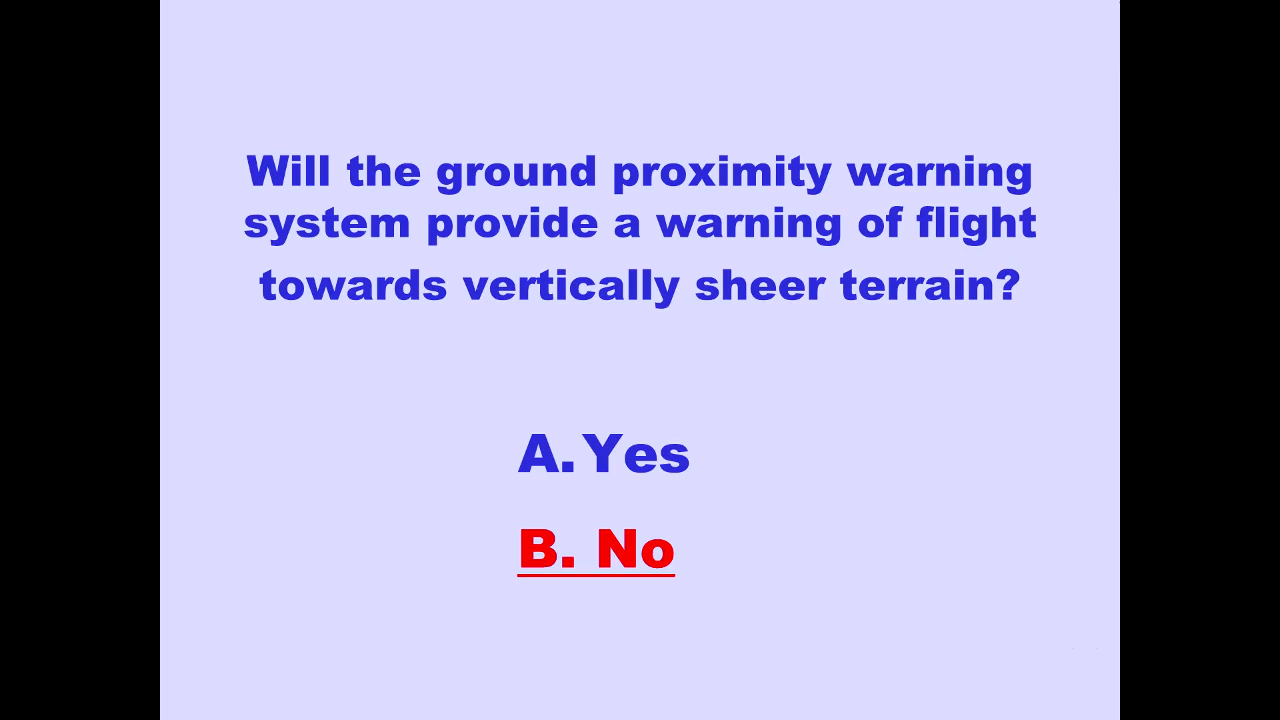 Will the ground proximity warning
system provide a warning of flight
towards vertically sheer terrain?
A. Yes
B. No